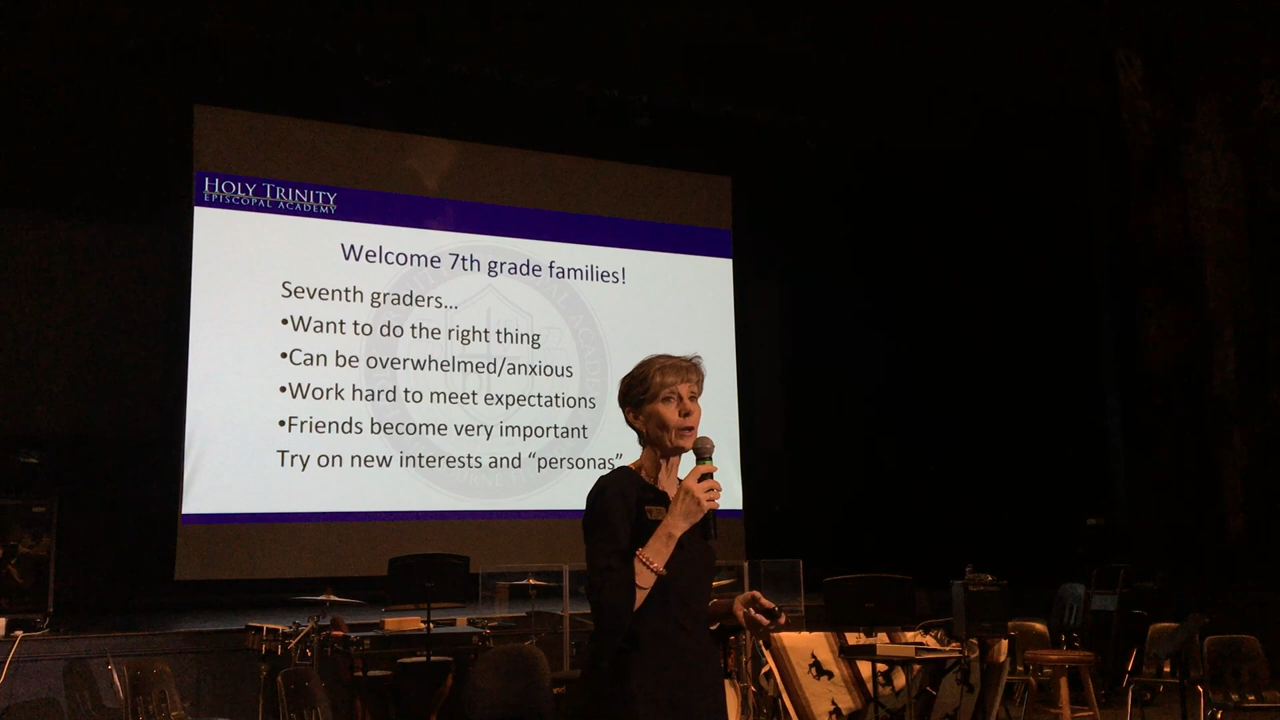 HOLY TRINITY
EPISCOPAL ACADEMY
Welcome 7th grade families!
Seventh graders…
•Want to do the right thing
•Can be overwhelmed/anxious
•Work hard to meet expectations
•Friends become very important
Try on new interests and “personas”